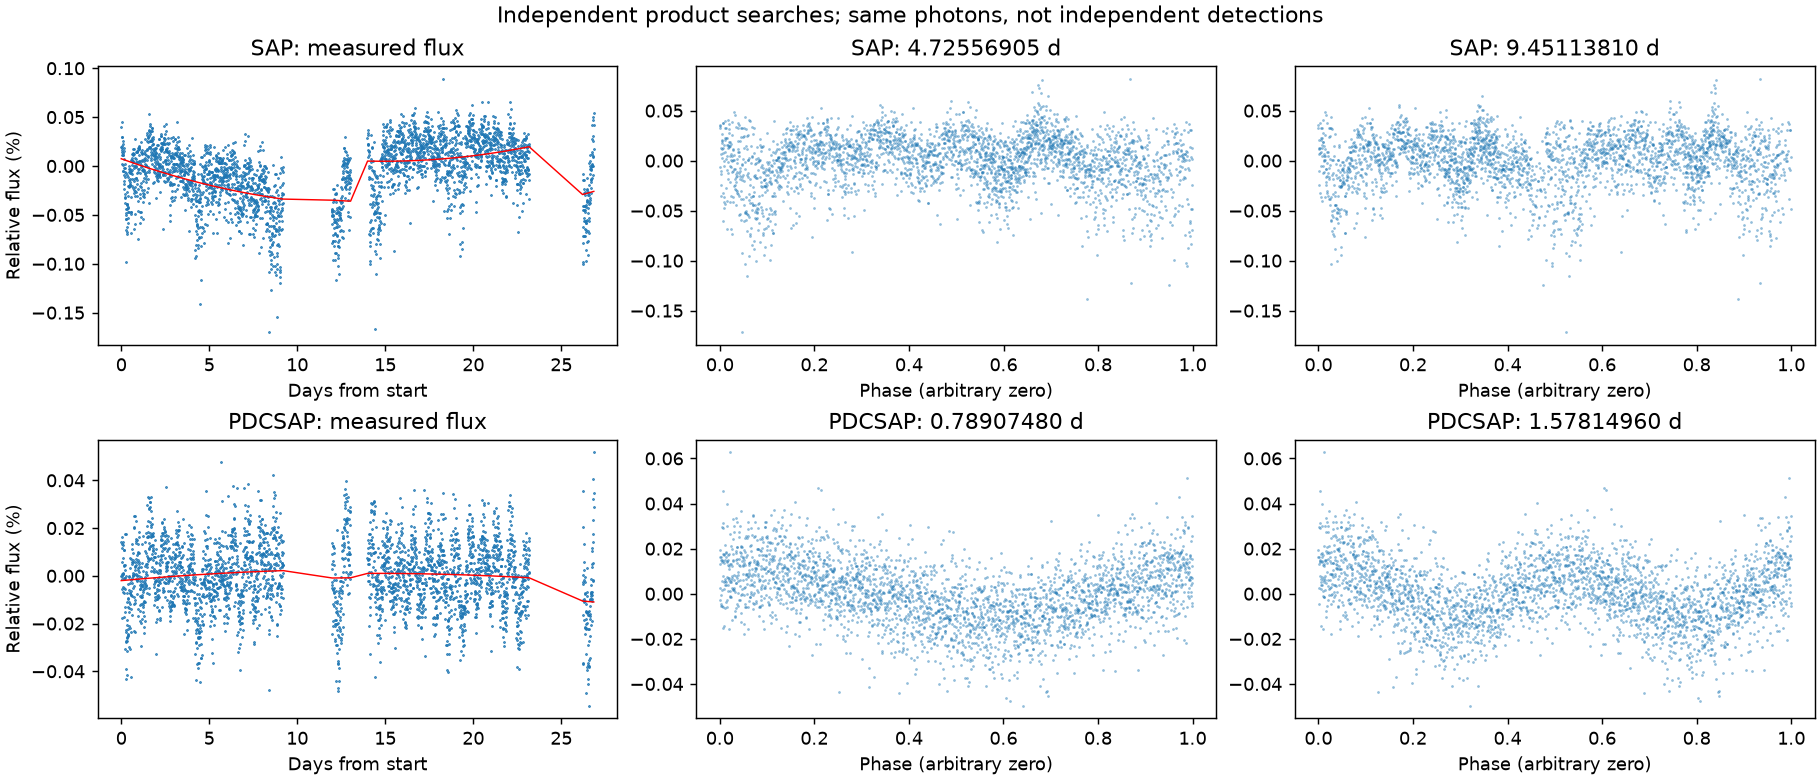 Independent product searches; same photons, not independent detections
SAP: measured flux
SAP: 4.72556905 d
SAP: 9.45113810 d
Relative flux (%)
0.10
0.05
0.00
−0.05
−0.10
−0.15
0 5 10 15 20 25
Days from start
0.05
0.00
−0.05
−0.10
−0.15
0.0 0.2 0.4 0.6 0.8 1.0
Phase (arbitrary zero)
0.05
0.00
−0.05
−0.10
−0.15
0.0 0.2 0.4 0.6 0.8 1.0
Phase (arbitrary zero)
PDCSAP: measured flux
PDCSAP: 0.78907480 d
PDCSAP: 1.57814960 d
Relative flux (%)
0.04
0.02
0.00
−0.02
−0.04
0 5 10 15 20 25
Days from start
0.06
0.04
0.02
0.00
−0.02
−0.04
0.0 0.2 0.4 0.6 0.8 1.0
Phase (arbitrary zero)
0.06
0.04
0.02
0.00
−0.02
−0.04
0.0 0.2 0.4 0.6 0.8 1.0
Phase (arbitrary zero)